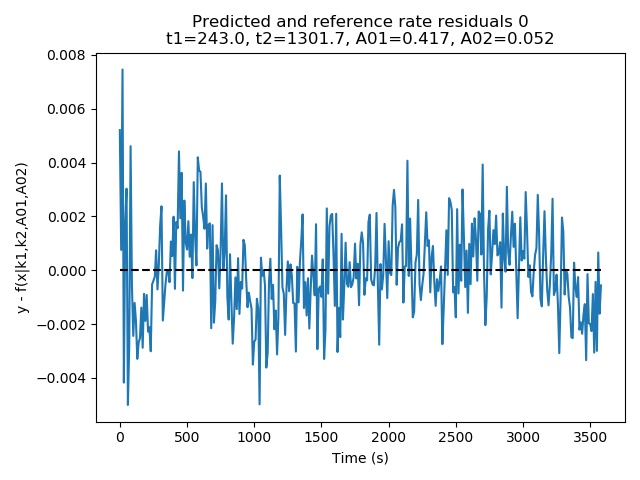 Predicted and reference rate residuals 0
t1=243.0, t2=1301.7, A01=0.417, A02=0.052
0.008
0.006
0.004
0.002
0.000
−0.002
−0.004
y - f(x|k1,k2,A01,A02)
0 500 1000 1500 2000 2500 3000 3500
Time (s)